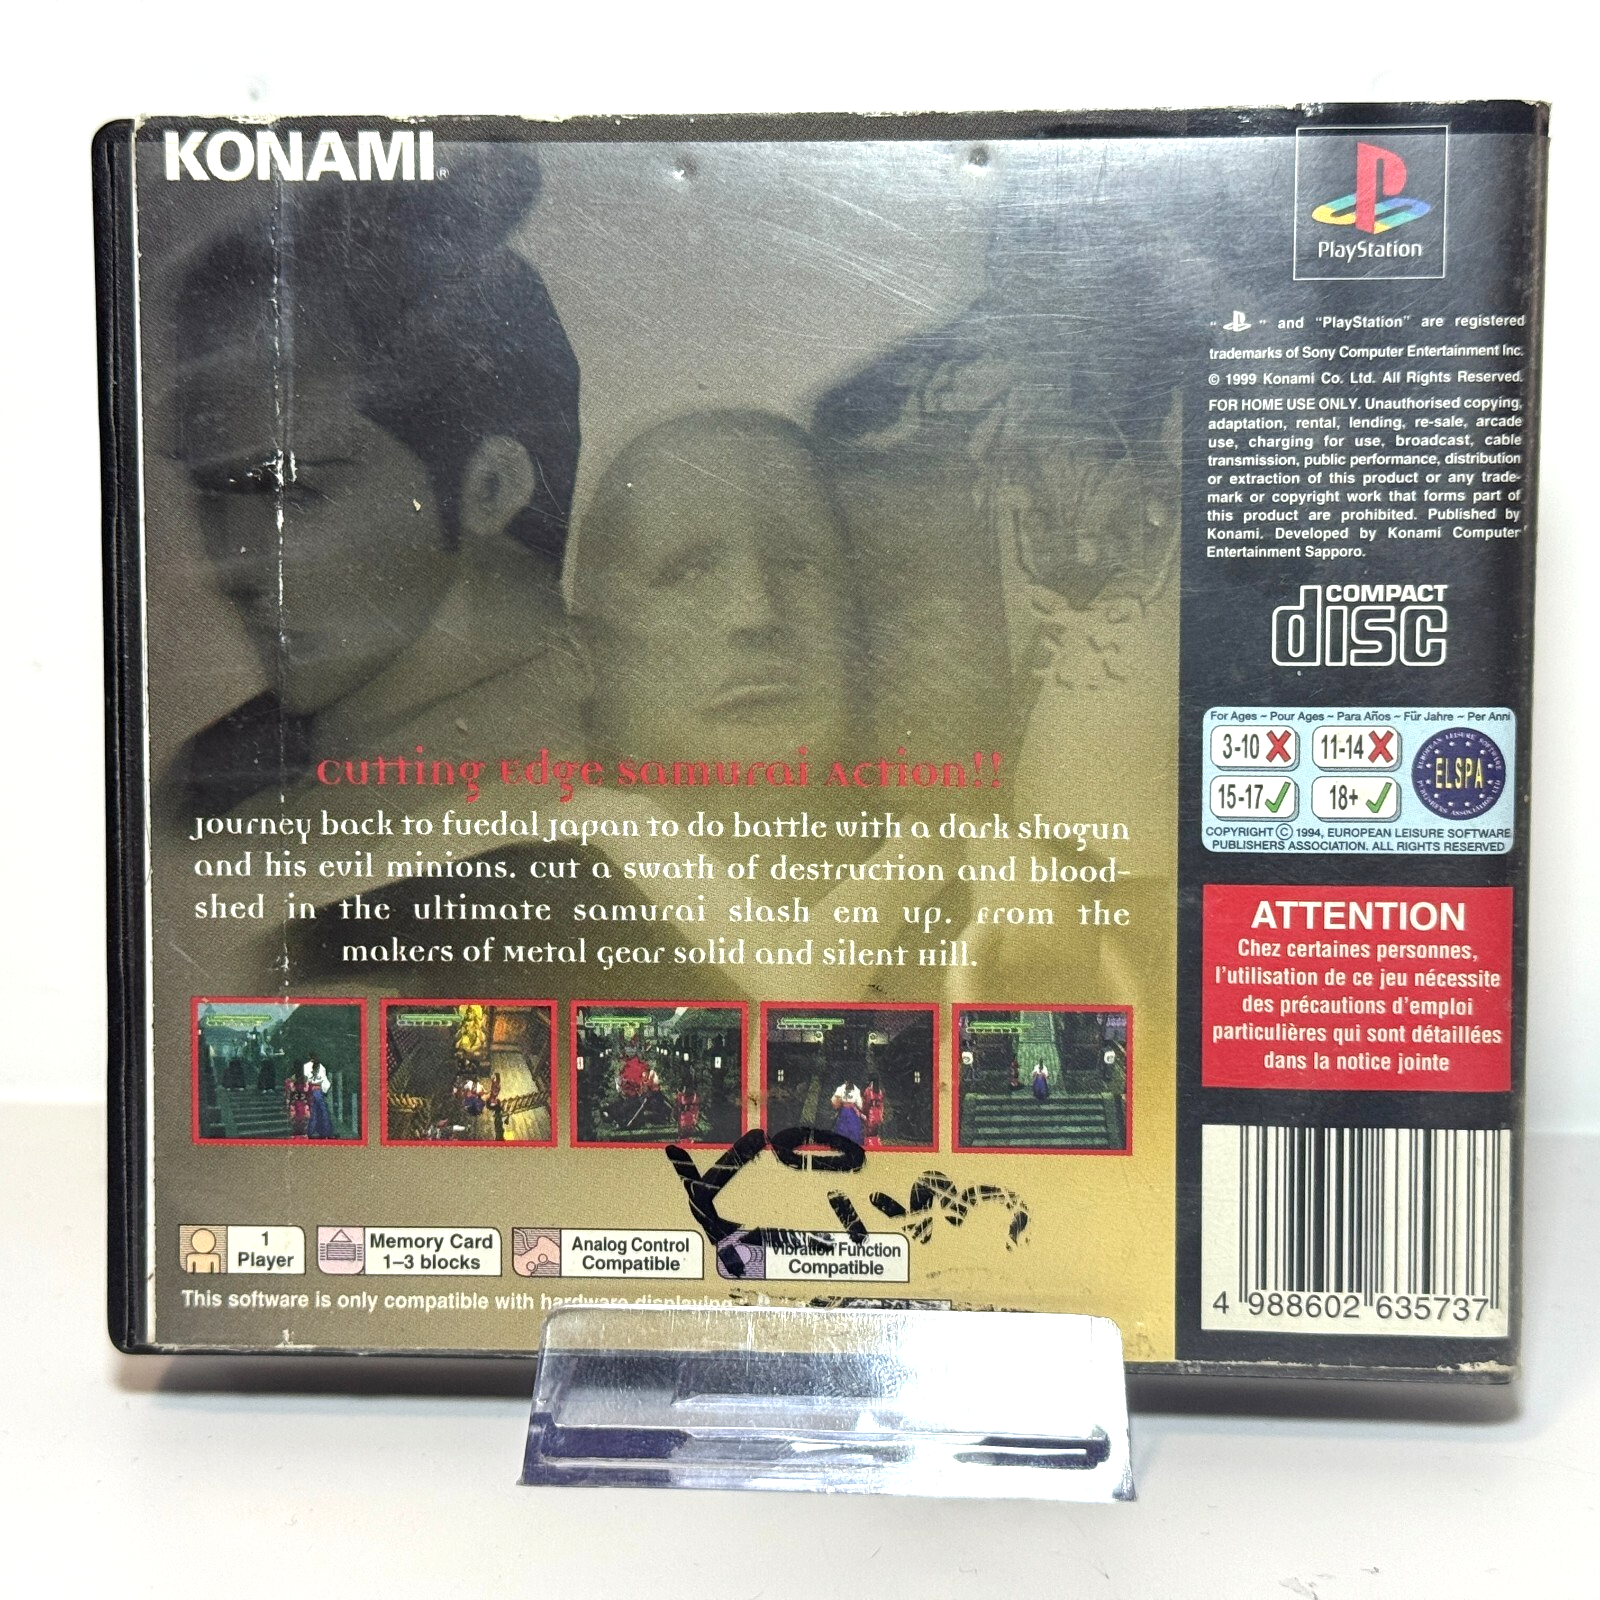 KONAMI®
PlayStation
" " and "PlayStation" are registered
trademarks of Sony Computer Entertainment Inc.
© 1999 Konami Co. Ltd. All Rights Reserved.
FOR HOME USE ONLY. Unauthorised copying,
adaptation, rental, lending, re-sale, arcade
use, charging for use, broadcast, cable
transmission, public performance, distribution
or extraction of this product or any trade-
mark or copyright work that forms part of
this product are prohibited. Published by
Konami. Developed by Konami Computer
Entertainment Sapporo.
COMPACT
disc
For Ages ~ Pour Ages ~ Para Años ~ Für Jahre ~ Per Anni
3-10 11-14
15-17 18+
ELSPA
COPYRIGHT © 1994, EUROPEAN LEISURE SOFTWARE
PUBLISHERS ASSOCIATION. ALL RIGHTS RESERVED
ATTENTION
Chez certaines personnes,
l'utilisation de ce jeu nécessite
des précautions d'emploi
particulières qui sont détaillées
dans la notice jointe
4 988602 635737
Cutting Edge Samurai Action!!
Journey back to fuedal Japan to do battle with a dark shogun
and his evil minions. Cut a swath of destruction and blood-
shed in the ultimate samurai slash em up. From the
makers of Metal Gear Solid and Silent Hill.
1
Player
Memory Card
1–3 blocks
Analog Control
Compatible
Vibration Function
Compatible
This software is only compatible with hardware displaying